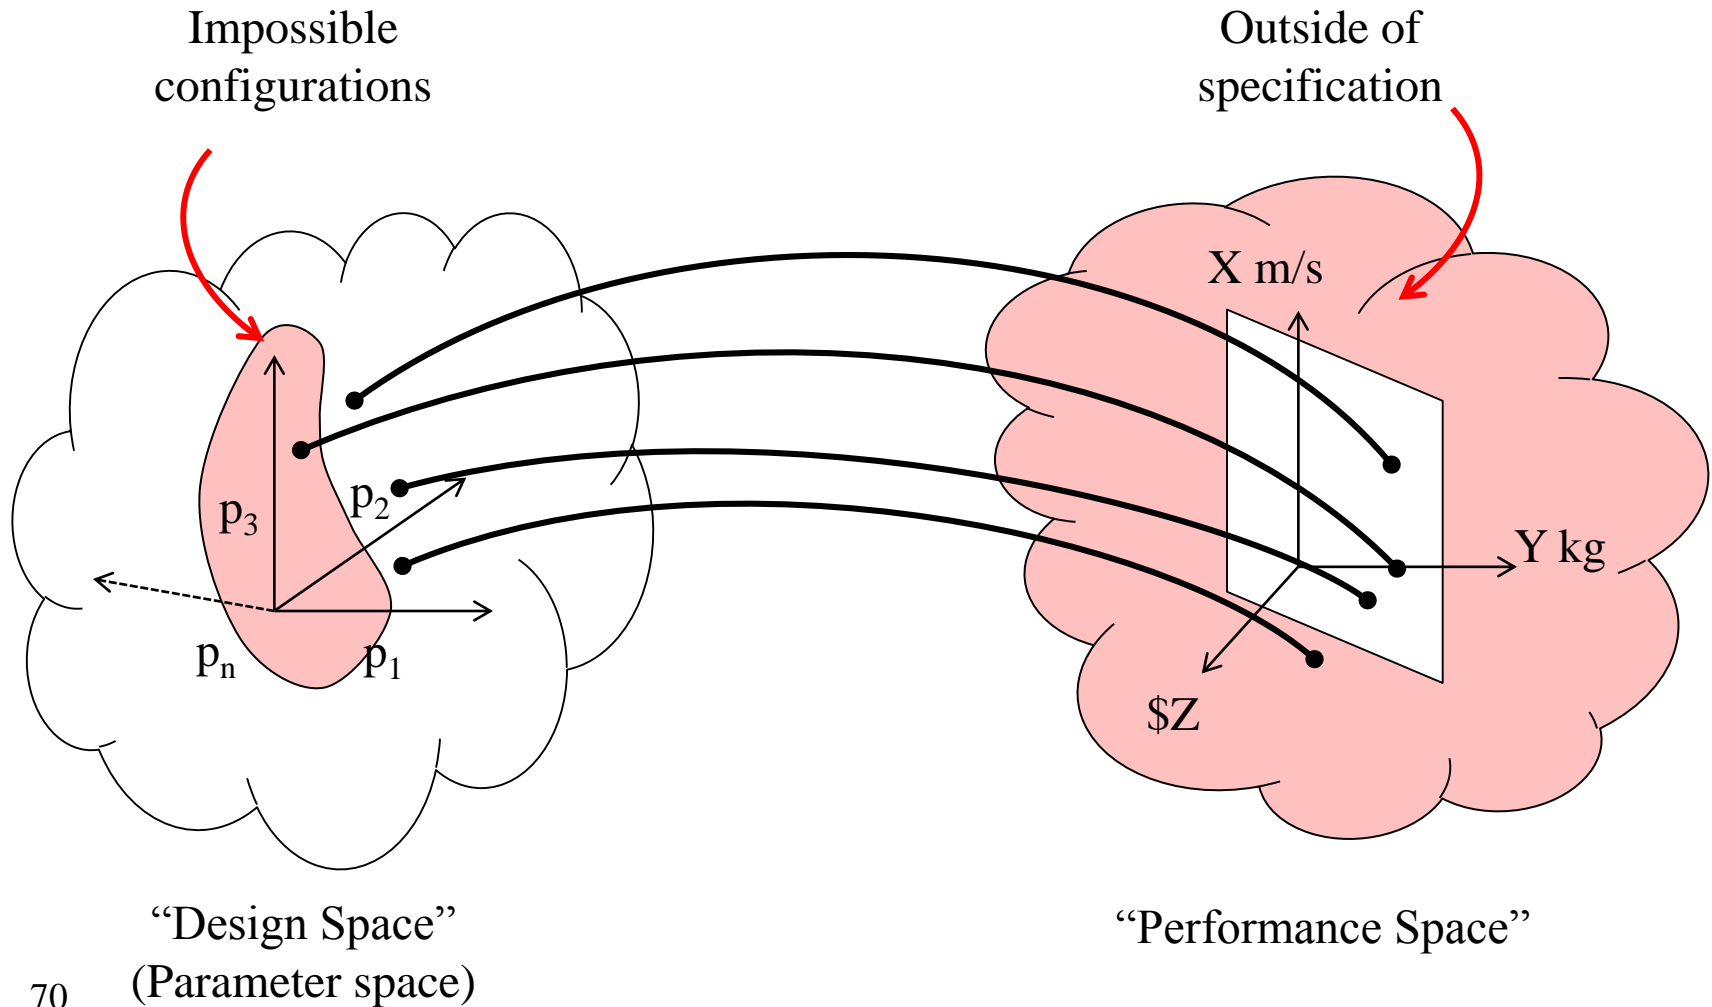 Impossible
configurations
Outside of
specification
X m/s
p₃
p₂
Y kg
pₙ
p₁
$Z
“Design Space”
(Parameter space)
“Performance Space”
70